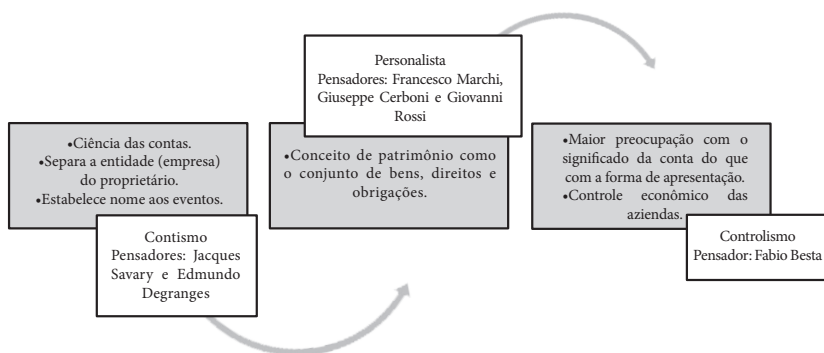 •Ciência das contas.
•Separa a entidade (empresa)
do proprietário.
•Estabelece nome aos eventos.
Contismo
Pensadores: Jacques
Savary e Edmundo
Degranges
Personalista
Pensadores: Francesco Marchi,
Giuseppe Cerboni e Giovanni
Rossi
•Conceito de patrimônio como
o conjunto de bens, direitos e
obrigações.
•Maior preocupação com o
significado da conta do que
com a forma de apresentação.
•Controle econômico das
aziendas.
Controlismo
Pensador: Fabio Besta